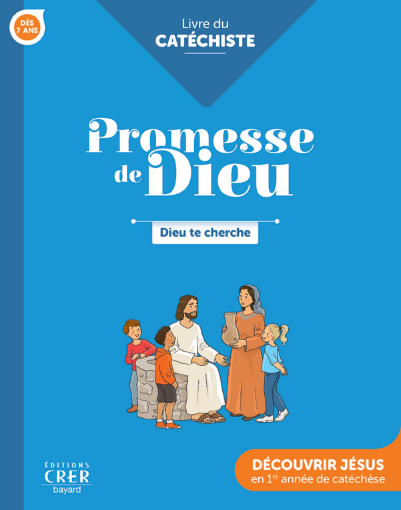 DÈS
7 ANS
Livre du
CATÉCHISTE
Promesse
de Dieu
Dieu te cherche
DÉCOUVRIR JÉSUS
en 1re année de catéchèse
ÉDITIONS
CRER
bayard